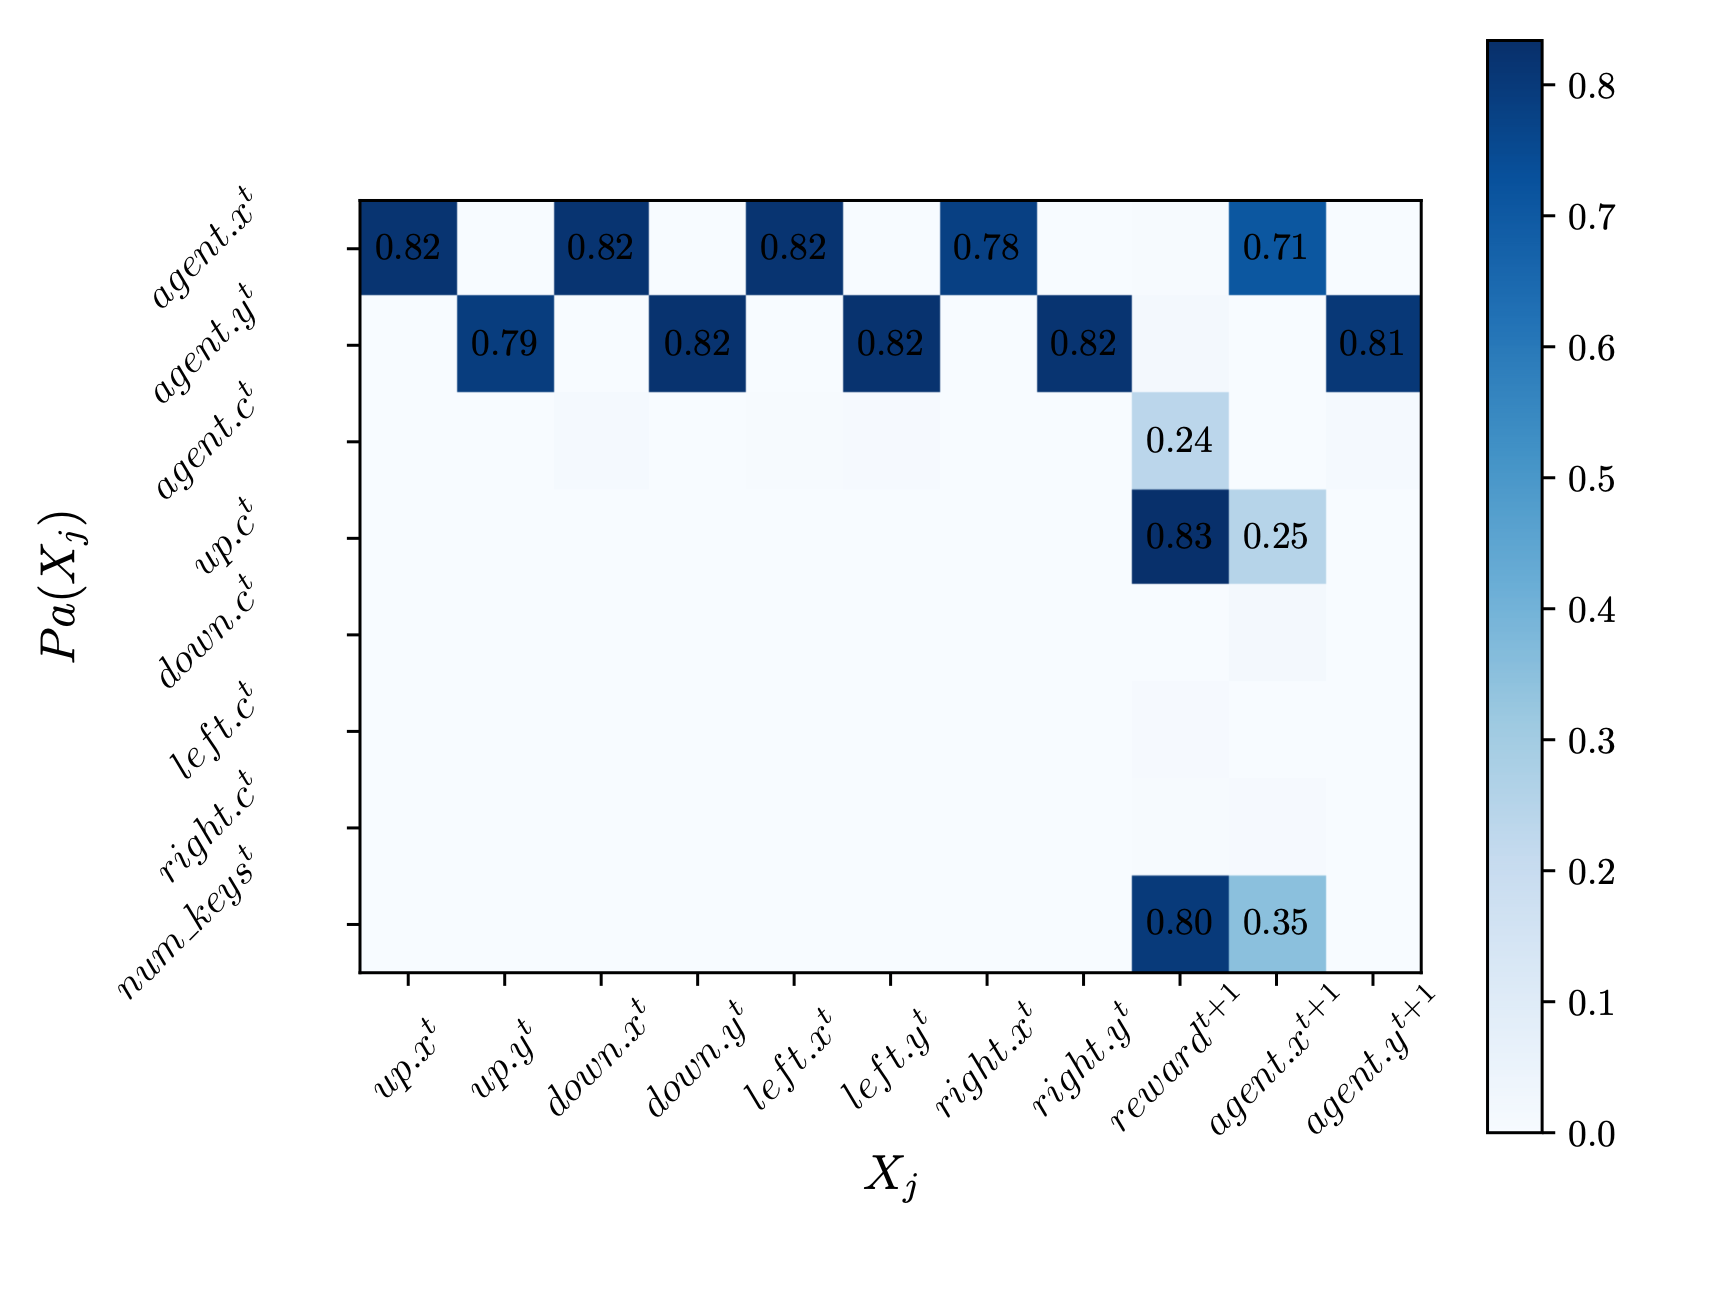 0.8
0.7
0.6
0.5
0.4
0.3
0.2
0.1
0.0
Pa(X_j)
agent.x^t
agent.y^t
agent.c^t
up.c^t
down.c^t
left.c^t
right.c^t
num_keys^t
0.82 0.82 0.82 0.78 0.71
0.79 0.82 0.82 0.82 0.81
0.24
0.83 0.25
0.80 0.35
up.x^t
up.y^t
down.x^t
down.y^t
left.x^t
left.y^t
right.x^t
right.y^t
reward^{t+1}
agent.x^{t+1}
agent.y^{t+1}
X_j